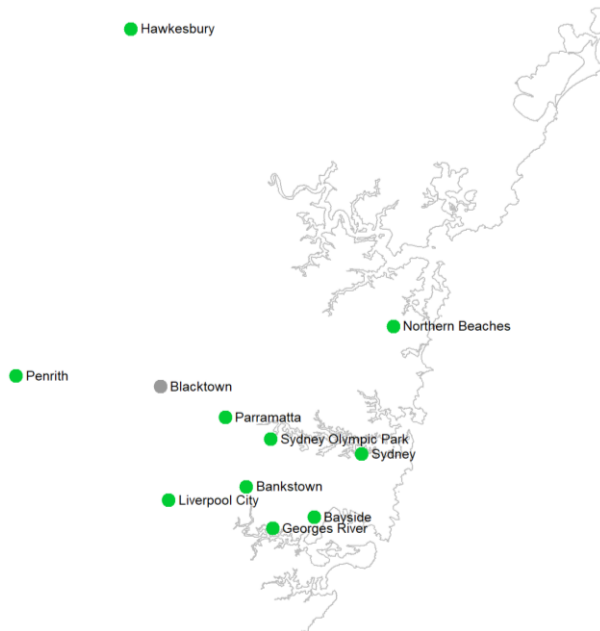 Hawkesbury
Northern Beaches
Penrith
Blacktown
Parramatta
Sydney Olympic Park
Sydney
Bankstown
Liverpool City
Bayside
Georges River